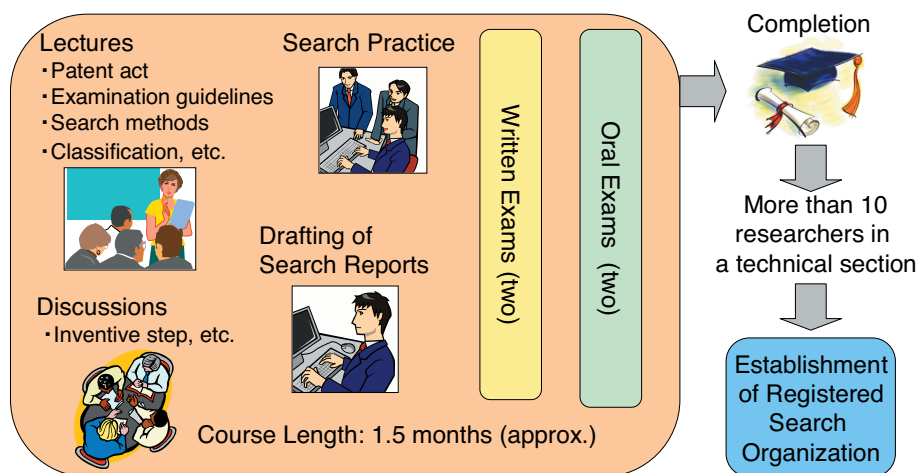 Lectures
・Patent act
・Examination guidelines
・Search methods
・Classification, etc.
Discussions
・Inventive step, etc.
Search Practice
Drafting of
Search Reports
Written Exams (two)
Oral Exams (two)
Course Length: 1.5 months (approx.)
Completion
More than 10
researchers in
a technical section
Establishment
of Registered
Search
Organization